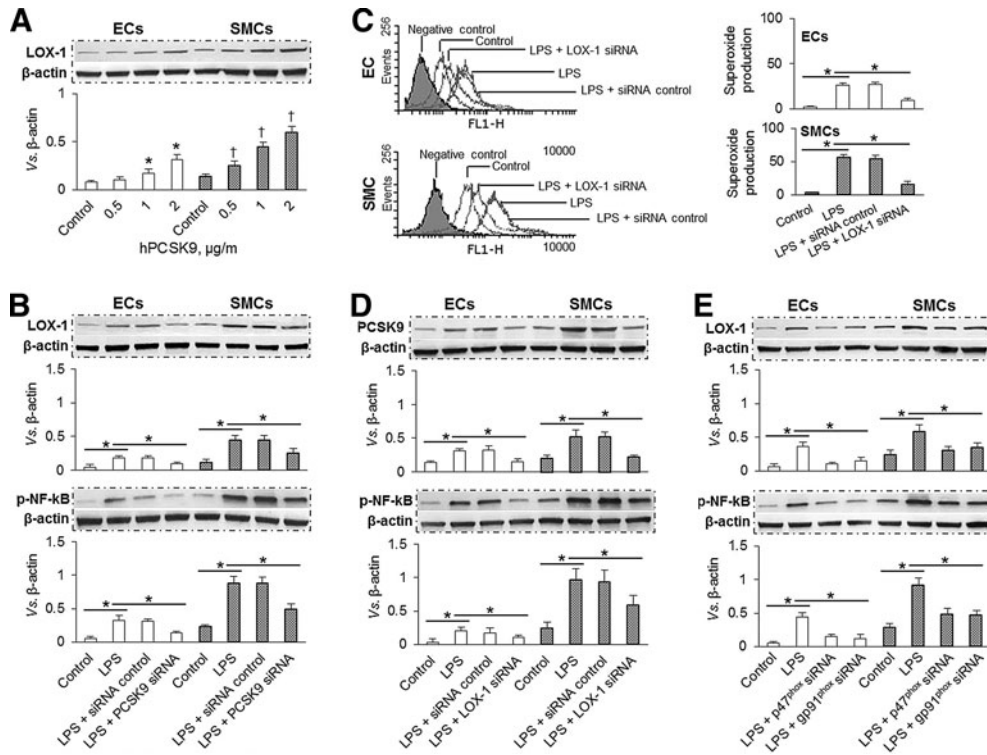 A
ECs SMCs
LOX-1
β-actin
Vs. β-actin
1
0.5
0
*
*
†
†
†
Control
0.5
1
2
Control
0.5
1
2
hPCSK9, µg/m
C
EC
256
Events
Negative control
Control
LPS + LOX-1 siRNA
LPS
LPS + siRNA control
FL1-H
10000
SMC
256
Events
Negative control
Control
LPS + LOX-1 siRNA
LPS
LPS + siRNA control
FL1-H
10000
Superoxide production
100
50
0
ECs
* *
Superoxide production
100
50
0
SMCs
* *
Control
LPS
LPS + siRNA control
LPS + LOX-1 siRNA
B
ECs SMCs
LOX-1
β-actin
Vs. β-actin
1.5
1
0.5
0
* * * *
p-NF-kB
β-actin
Vs. β-actin
1.5
1
0.5
0
* * * *
Control
LPS
LPS + siRNA control
LPS + PCSK9 siRNA
Control
LPS
LPS + siRNA control
LPS + PCSK9 siRNA
D
ECs SMCs
PCSK9
β-actin
Vs. β-actin
1.5
1
0.5
0
* * * *
p-NF-kB
β-actin
Vs. β-actin
1.5
1
0.5
0
* * * *
Control
LPS
LPS + siRNA control
LPS + LOX-1 siRNA
Control
LPS
LPS + siRNA control
LPS + LOX-1 siRNA
E
ECs SMCs
LOX-1
β-actin
Vs. β-actin
1.5
1
0.5
0
* * * *
p-NF-kB
β-actin
Vs. β-actin
1.5
1
0.5
0
* * * *
Control
LPS
LPS + p47phox siRNA
LPS + gp91phox siRNA
Control
LPS
LPS + p47phox siRNA
LPS + gp91phox siRNA